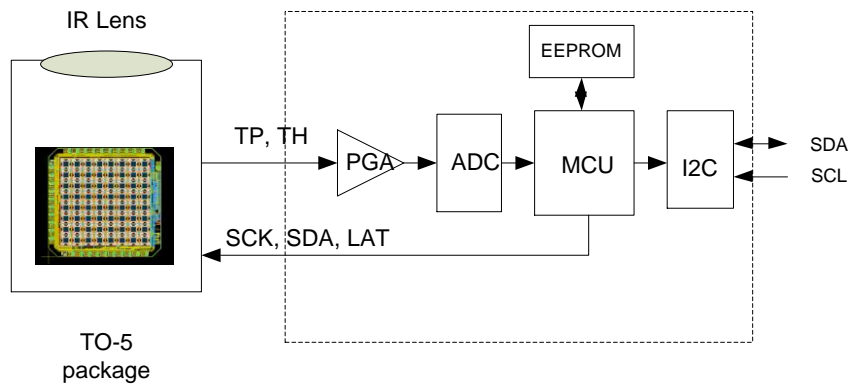 IR Lens
EEPROM
TP, TH
PGA
ADC
MCU
I2C
SDA
SCL
SCK, SDA, LAT
TO-5
package